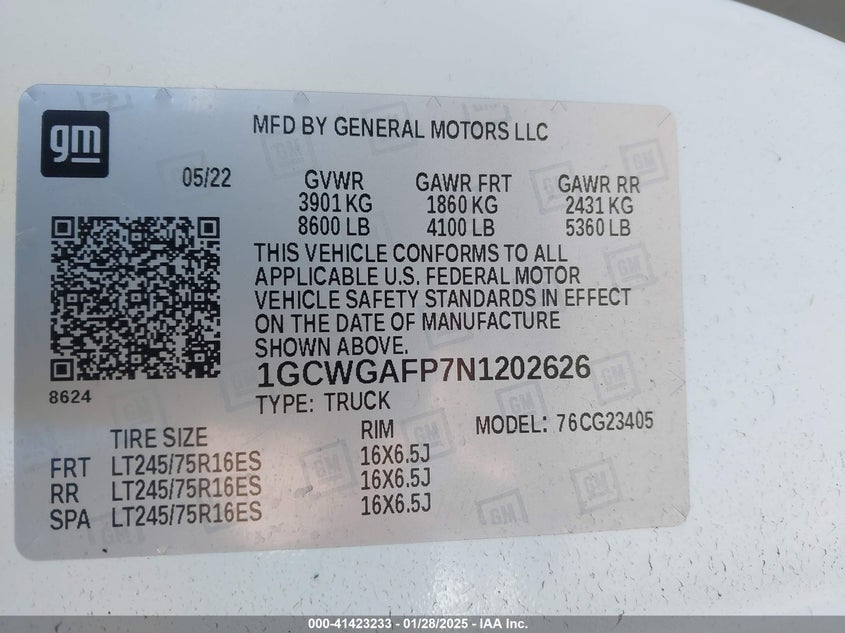 gm
MFD BY GENERAL MOTORS LLC
05/22
GVWR GAWR FRT GAWR RR
3901 KG 1860 KG 2431 KG
8600 LB 4100 LB 5360 LB
THIS VEHICLE CONFORMS TO ALL
APPLICABLE U.S. FEDERAL MOTOR
VEHICLE SAFETY STANDARDS IN EFFECT
ON THE DATE OF MANUFACTURE
SHOWN ABOVE.
1GCWGAFP7N1202626
8624
TYPE: TRUCK
MODEL: 76CG23405
TIRE SIZE RIM
FRT LT245/75R16ES 16X6.5J
RR LT245/75R16ES 16X6.5J
SPA LT245/75R16ES 16X6.5J
000-41423233 - 01/28/2025 - IAA Inc.